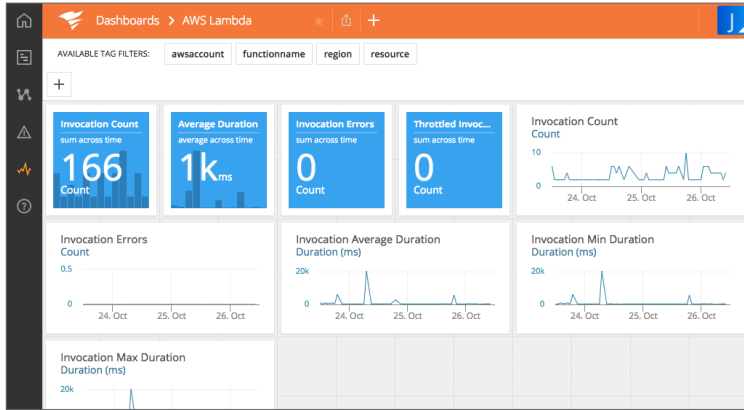 Dashboards > AWS Lambda
AVAILABLE TAG FILTERS: awsaccount functionname region resource
Invocation Count
sum across time
166
Count
Average Duration
average across time
1kms
Invocation Errors
sum across time
0
Count
Throttled Invoc...
sum across time
0
Count
Invocation Count
Count
10
0
24. Oct 25. Oct 26. Oct
Invocation Errors
Count
0.5
0
24. Oct 25. Oct 26. Oct
Invocation Average Duration
Duration (ms)
20k
0
24. Oct 25. Oct 26. Oct
Invocation Min Duration
Duration (ms)
20k
0
24. Oct 25. Oct 26. Oct
Invocation Max Duration
Duration (ms)
20k
J